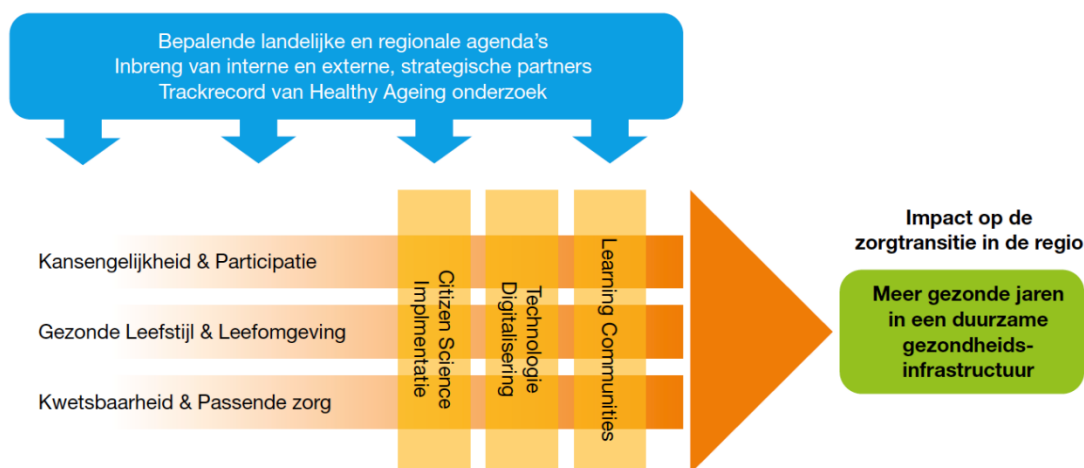 Bepalende landelijke en regionale agenda's
Inbreng van interne en externe, strategische partners
Trackrecord van Healthy Ageing onderzoek
Kansengelijkheid & Participatie
Gezonde Leefstijl & Leefomgeving
Kwetsbaarheid & Passende zorg
Citizen Science
Implmentatie
Technologie
Digitalisering
Learning Communities
Impact op de
zorgtransitie in de regio
Meer gezonde jaren
in een duurzame
gezondheids-
infrastructuur